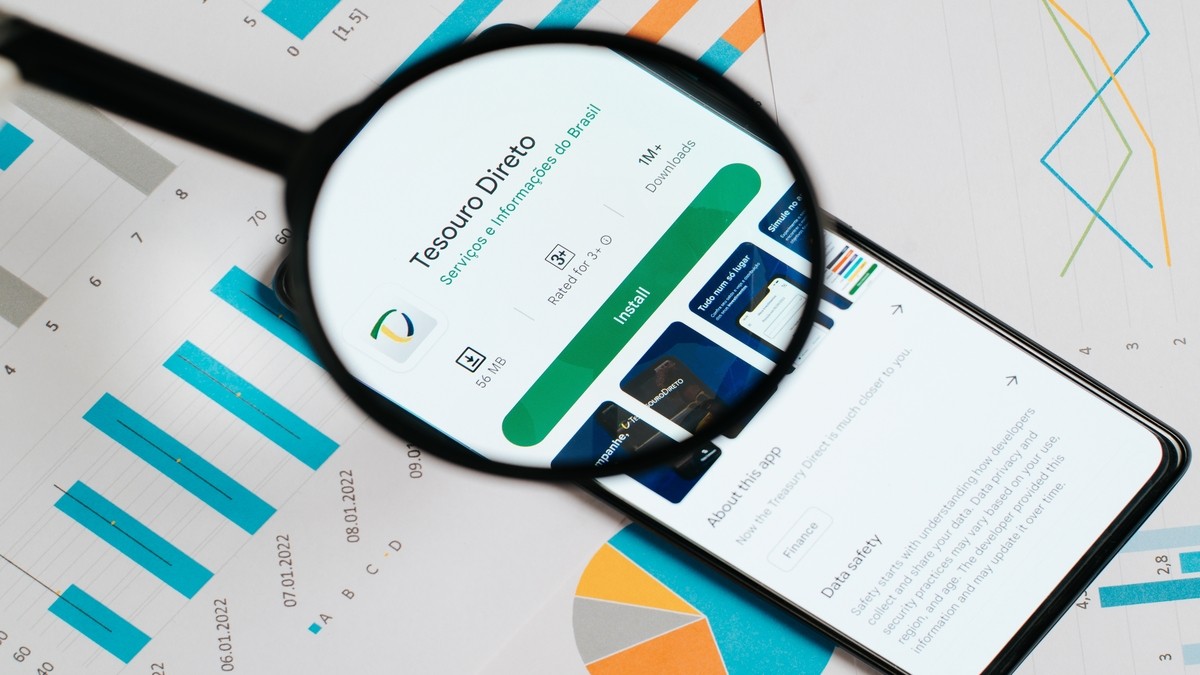 Tesouro Direto
Serviços e Informações do Brasil
56 MB
3+
Rated for 3+
1M+
Downloads
Install
Tudo num só lugar
Simule no
About this app
Now the Treasury Direct is much closer to you.
Finance
Data safety
Safety starts with understanding how developers
collect and share your data. Data privacy and
security practices may vary based on your use,
region, and age. The developer provided this
information and may update it over time.
5
0
[1, 5]
8
7
6
5
4
70
60
60
40
06.01.2022
07.01.2022
08.01.2022
A
B
C
D
4
3
2
2,8
3